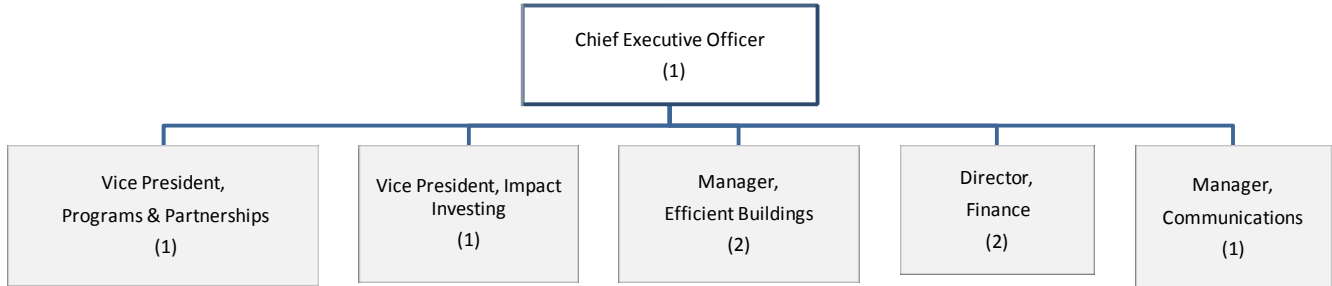 Chief Executive Officer
(1)
Vice President,
Programs & Partnerships
(1)
Vice President, Impact
Investing
(1)
Manager,
Efficient Buildings
(2)
Director,
Finance
(2)
Manager,
Communications
(1)